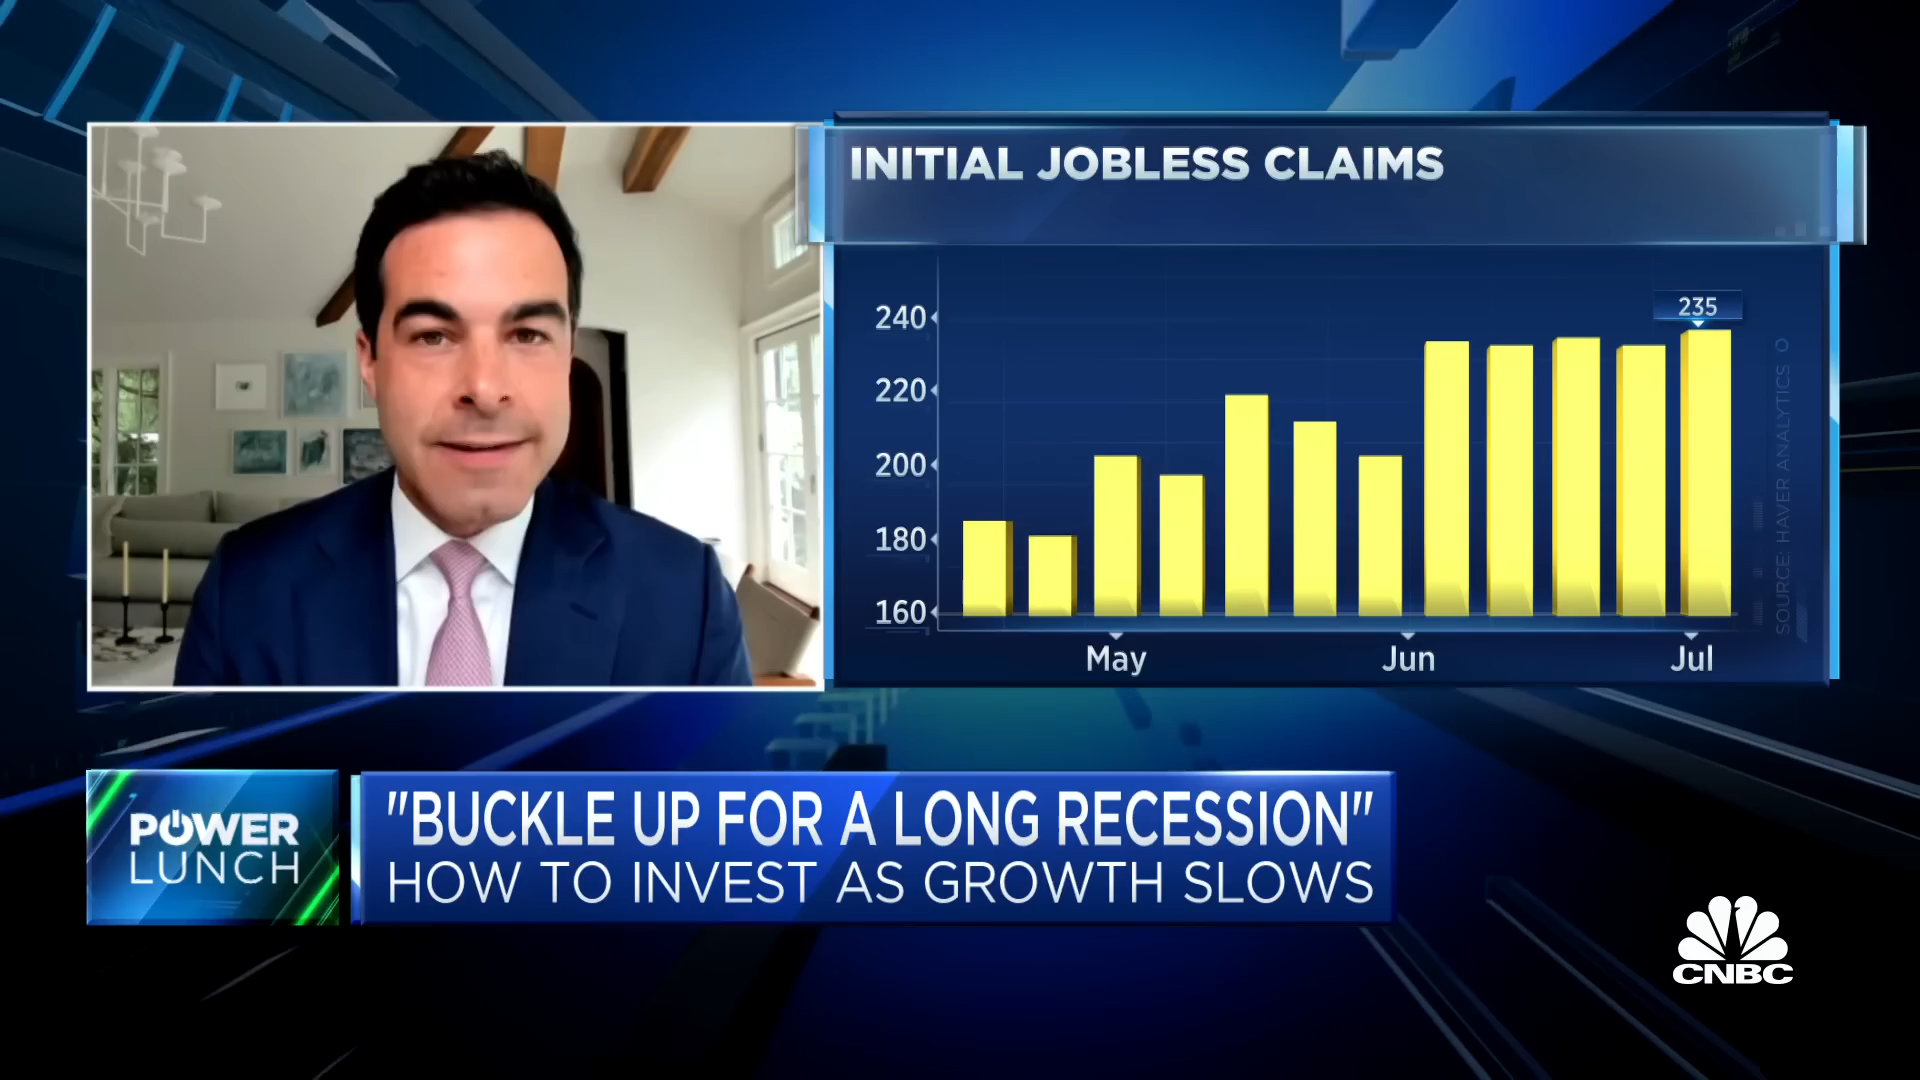 INITIAL JOBLESS CLAIMS
240
220
200
180
160
235
May
Jun
Jul
SOURCE: HAVER ANALYTICS
POWER
LUNCH
"BUCKLE UP FOR A LONG RECESSION"
HOW TO INVEST AS GROWTH SLOWS
CNBC